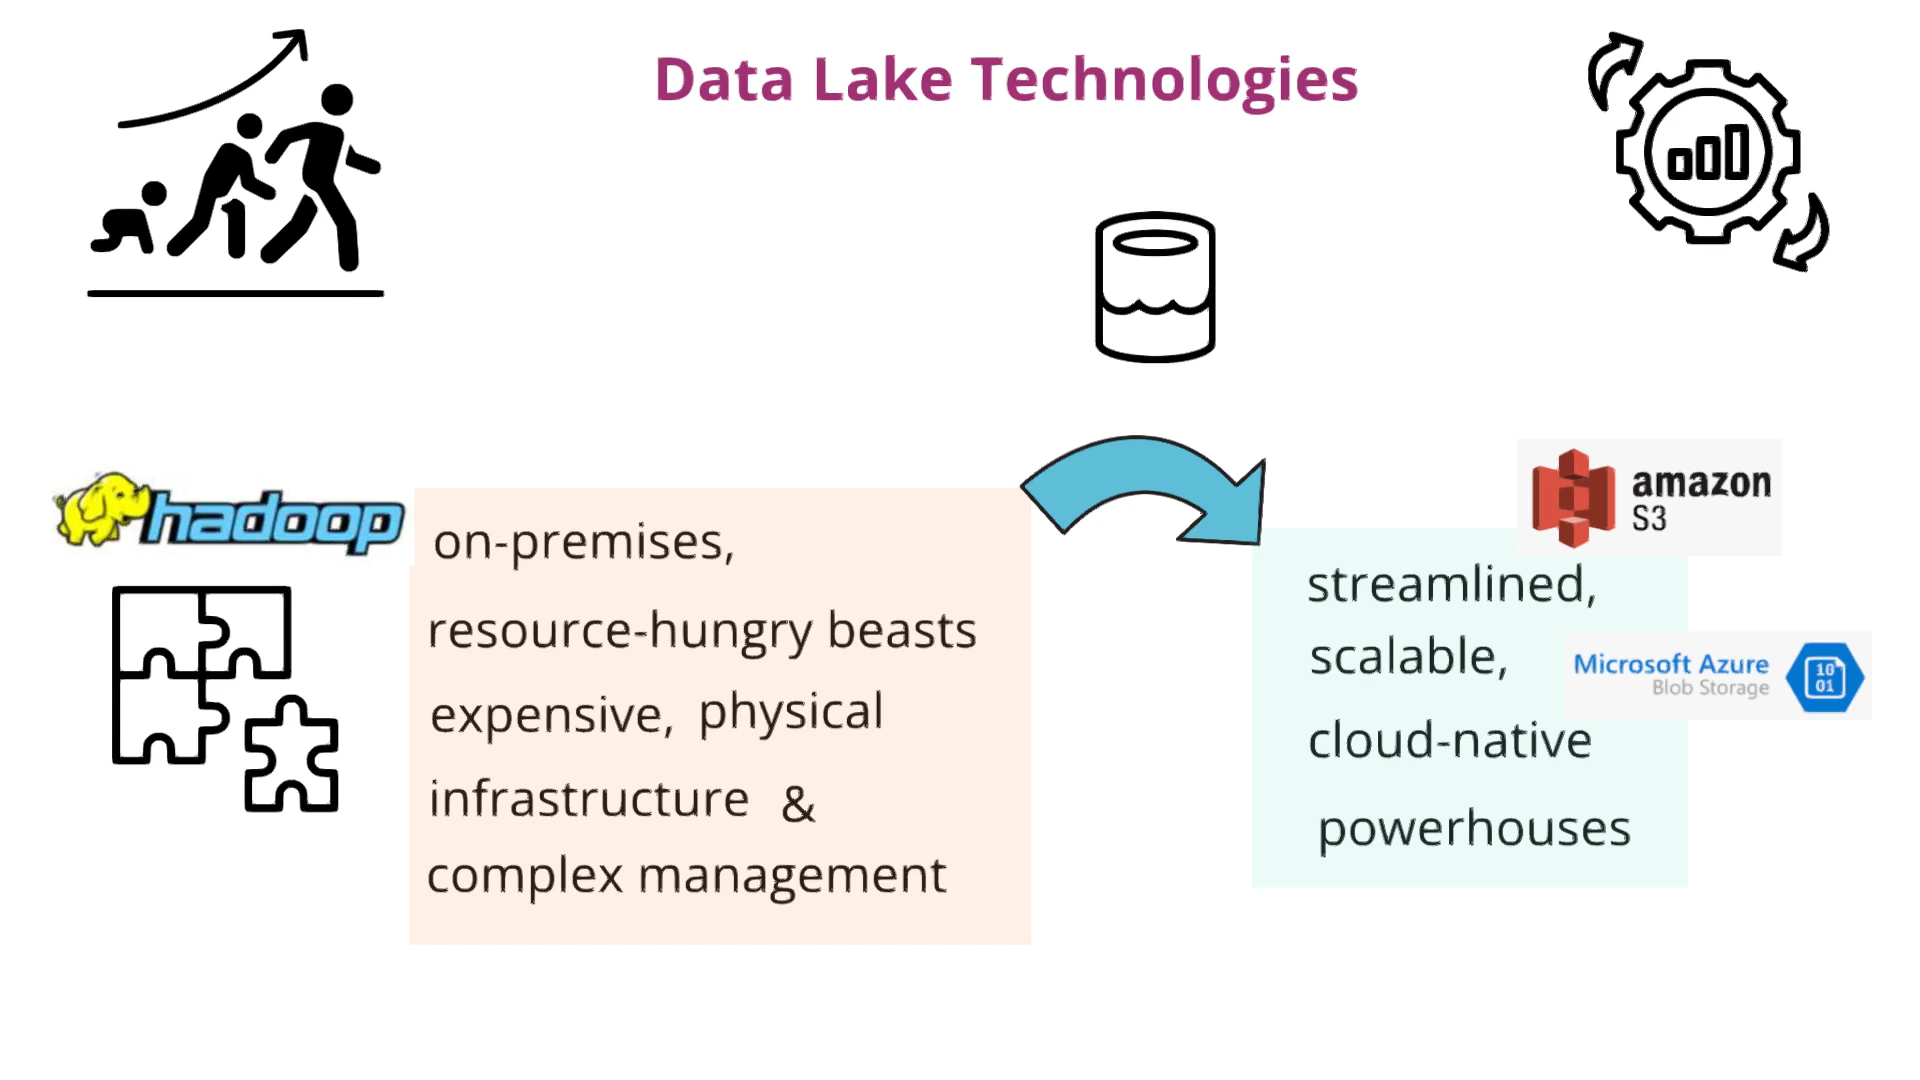 Data Lake Technologies
hadoop
on-premises,
resource-hungry beasts
expensive, physical
infrastructure &
complex management
amazon
S3
streamlined,
scalable,
Microsoft Azure
Blob Storage
10
01
cloud-native
powerhouses